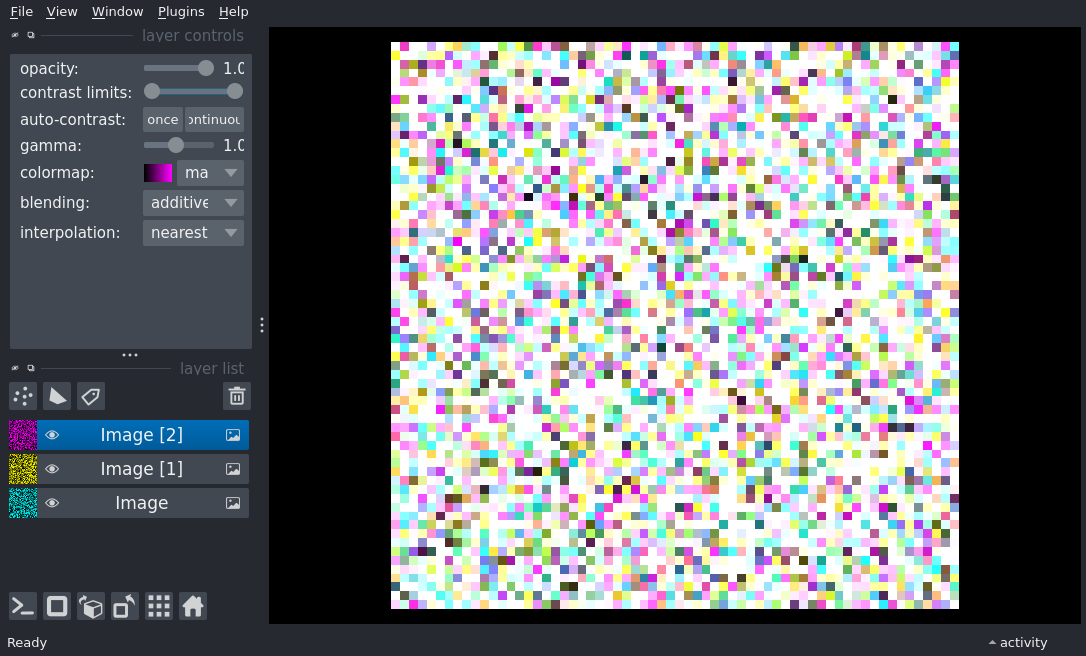 File View Window Plugins Help
layer controls
opacity: 1.0
contrast limits:
auto-contrast: once ontinuou
gamma: 1.0
colormap: ma
blending: additive
interpolation: nearest
layer list
Image [2]
Image [1]
Image
Ready
activity